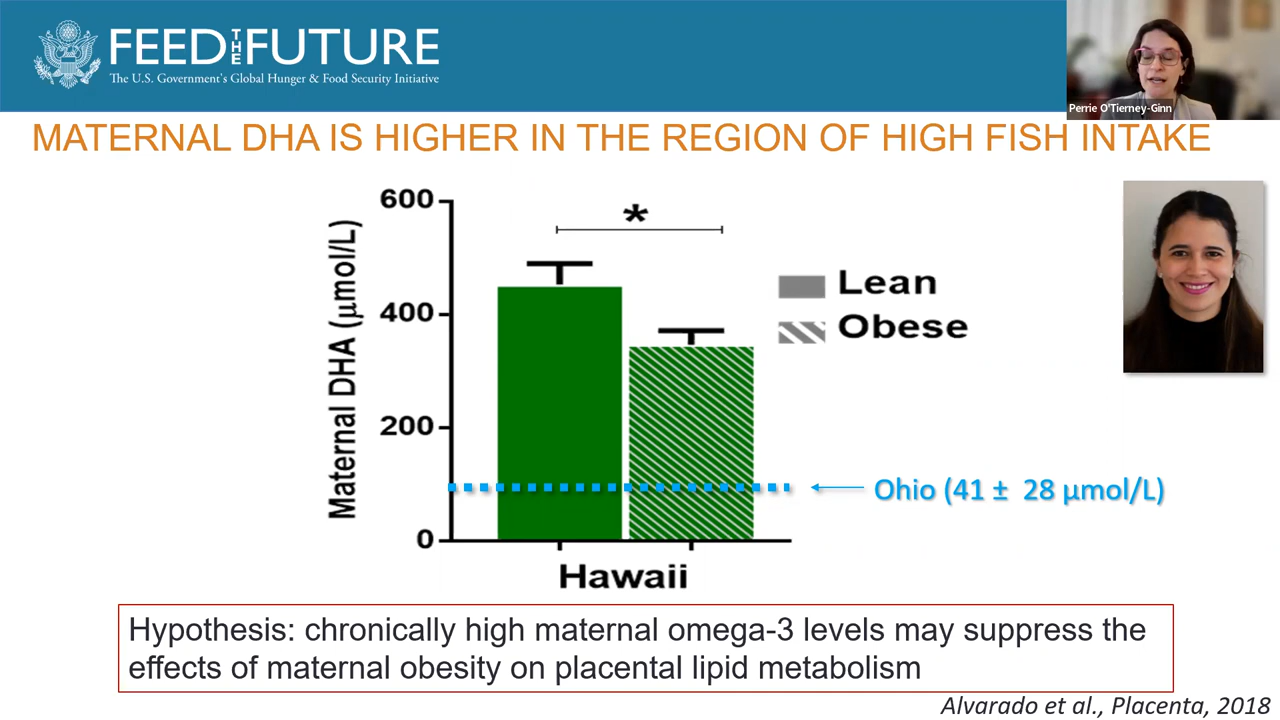 FEED THE FUTURE
The U.S. Government's Global Hunger & Food Security Initiative
Perrie O'Tierney-Ginn
MATERNAL DHA IS HIGHER IN THE REGION OF HIGH FISH INTAKE
Maternal DHA (μmol/L)
600
400
200
0
*
Lean
Obese
Ohio (41 ± 28 μmol/L)
Hawaii
Hypothesis: chronically high maternal omega-3 levels may suppress the
effects of maternal obesity on placental lipid metabolism
Alvarado et al., Placenta, 2018